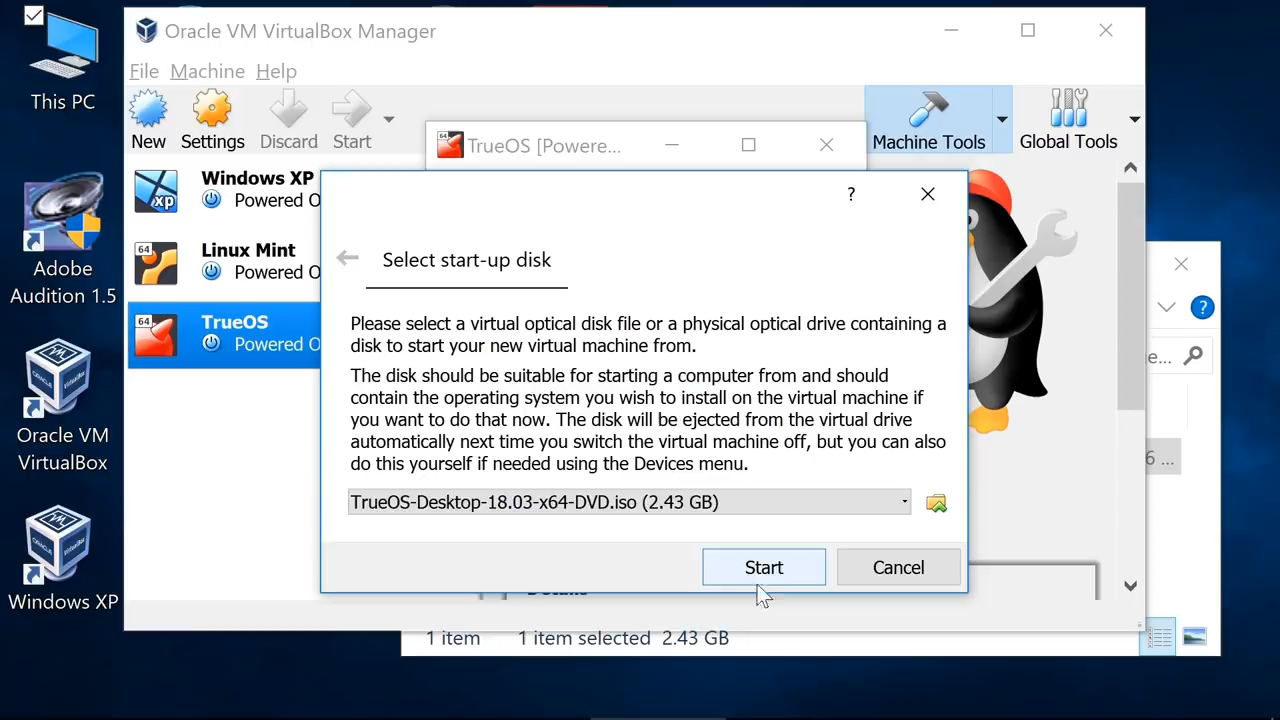 This PC
Adobe
Audition 1.5
Oracle VM
VirtualBox
Windows XP
Oracle VM VirtualBox Manager
File Machine Help
New Settings Discard Start Machine Tools Global Tools
TrueOS [Powere...
xp
Windows XP
Powered O
64
Linux Mint
Powered O
64
TrueOS
Powered O
?
Select start-up disk
Please select a virtual optical disk file or a physical optical drive containing a
disk to start your new virtual machine from.
The disk should be suitable for starting a computer from and should
contain the operating system you wish to install on the virtual machine if
you want to do that now. The disk will be ejected from the virtual drive
automatically next time you switch the virtual machine off, but you can also
do this yourself if needed using the Devices menu.
TrueOS-Desktop-18.03-x64-DVD.iso (2.43 GB)
Start Cancel
?
e...
6 ...
1 item 1 item selected 2.43 GB